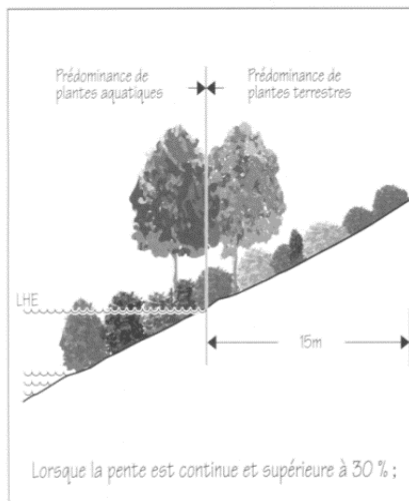 Prédominance de
plantes aquatiques
Prédominance de
plantes terrestres
LHE
15m
Lorsque la pente est continue et supérieure à 30 % ;